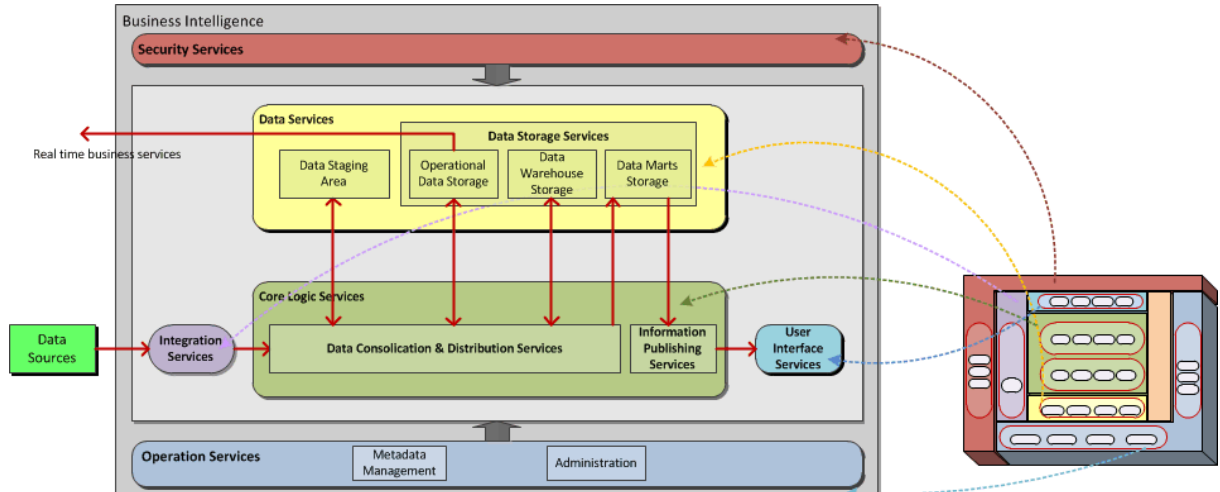 Business Intelligence
Security Services
Data Services
Data Storage Services
Real time business services
Data Staging
Area
Operational
Data Storage
Data
Warehouse
Storage
Data Marts
Storage
Core Logic Services
Data
Sources
Integration
Services
Data Consolication & Distribution Services
Information
Publishing
Services
User
Interface
Services
Operation Services
Metadata
Management
Administration